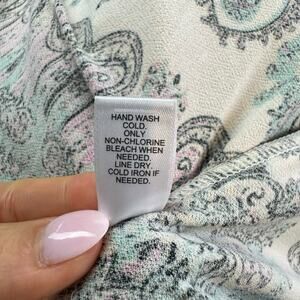 HAND WASH
COLD.
ONLY
NON-CHLORINE
BLEACH WHEN
NEEDED.
LINE DRY.
COLD IRON IF
NEEDED.